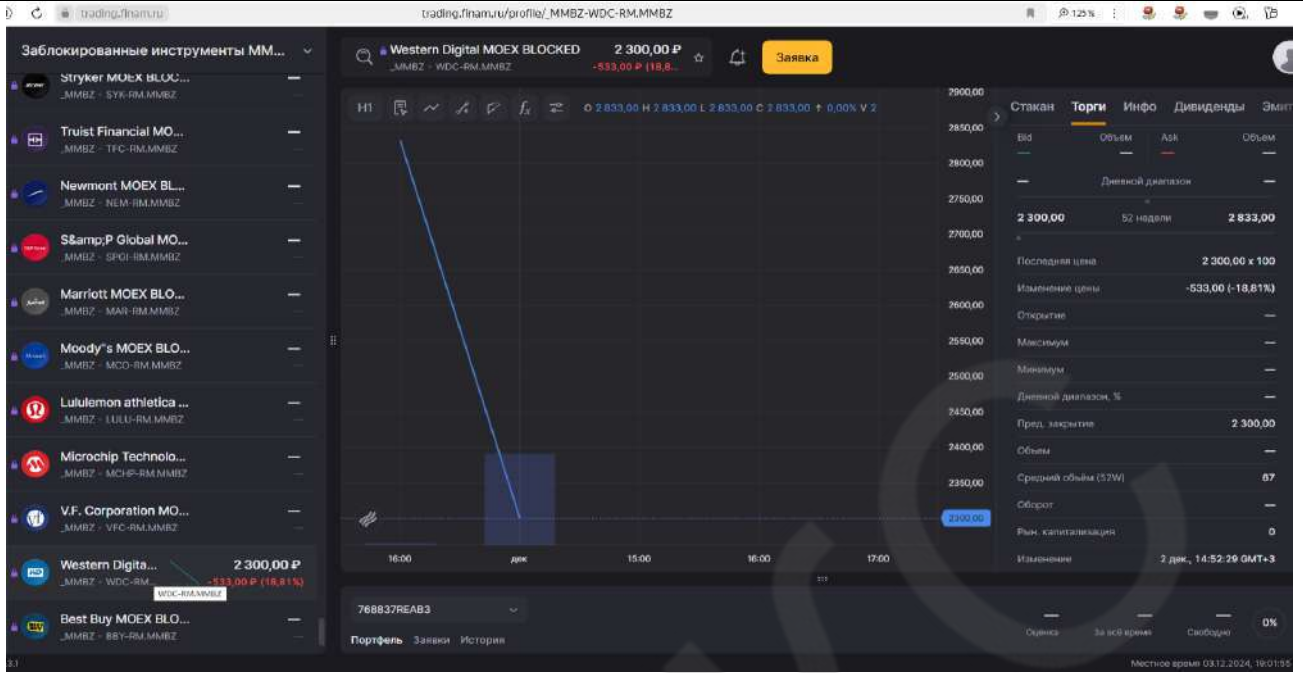 trading.finam.ru
trading.finam.ru/profile/_MMBZ-WDC-RM.MMBZ
125%
Заблокированные инструменты ММ...
Stryker MOEX BLOC...
_MMBZ - SYK-RM.MMBZ
Truist Financial MO...
_MMBZ - TFC-RM.MMBZ
Newmont MOEX BL...
_MMBZ - NEM-RM.MMBZ
S&amp;P Global MO...
_MMBZ - SPGI-RM.MMBZ
Marriott MOEX BLO...
_MMBZ - MAR-RM.MMBZ
Moody"s MOEX BLO...
_MMBZ - MCO-RM.MMBZ
Lululemon athletica ...
_MMBZ - LULU-RM.MMBZ
Microchip Technolo...
_MMBZ - MCHP-RM.MMBZ
V.F. Corporation MO...
_MMBZ - VFC-RM.MMBZ
Western Digita... 2 300,00 ₽
_MMBZ - WDC-RM... -533,00 ₽ (18,81%)
WDC-RM.MMBZ
Best Buy MOEX BLO...
_MMBZ - BBY-RM.MMBZ
3.1
Western Digital MOEX BLOCKED 2 300,00 ₽
_MMBZ - WDC-RM.MMBZ -533,00 ₽ (18,8...
Заявка
H1 fx O 2 833,00 H 2 833,00 L 2 833,00 C 2 833,00 ↑ 0,00% V 2
2900,00
2850,00
2800,00
2750,00
2700,00
2650,00
2600,00
2550,00
2500,00
2450,00
2400,00
2350,00
2300,00
16:00 дек 15:00 16:00 17:00
768837REAB3
Портфель Заявки История
Стакан Торги Инфо Дивиденды Эмит
Bid Объем Ask Объем
— — — —
— Дневной диапазон —
2 300,00 52 недели 2 833,00
Последняя цена 2 300,00 x 100
Изменение цены -533,00 (-18,81%)
Открытие —
Максимум —
Минимум —
Дневной диапазон, % —
Пред. закрытие 2 300,00
Объем —
Средний объём (52W) 67
Оборот —
Рын. капитализация 0
Изменение 2 дек., 14:52:29 GMT+3
— — — 0%
Оценка За всё время Свободно
Местное время 03.12.2024, 19:01:55